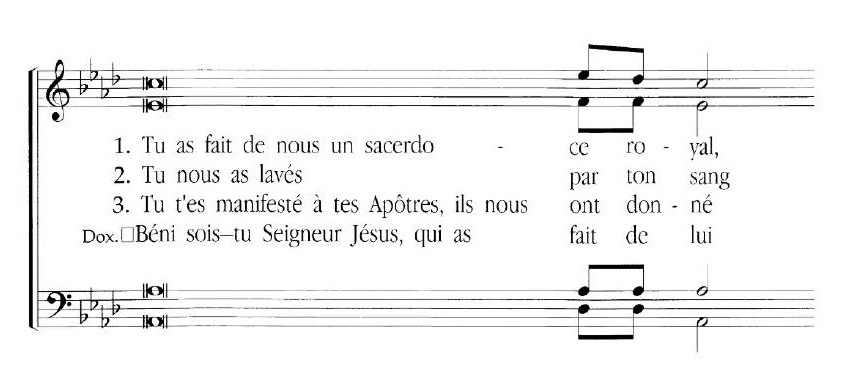 1. Tu as fait de nous un sacerdo - ce ro - yal,
2. Tu nous as lavés par ton sang
3. Tu t'es manifesté à tes Apôtres, ils nous ont don - né
Dox.□Béni sois–tu Seigneur Jésus, qui as fait de lui